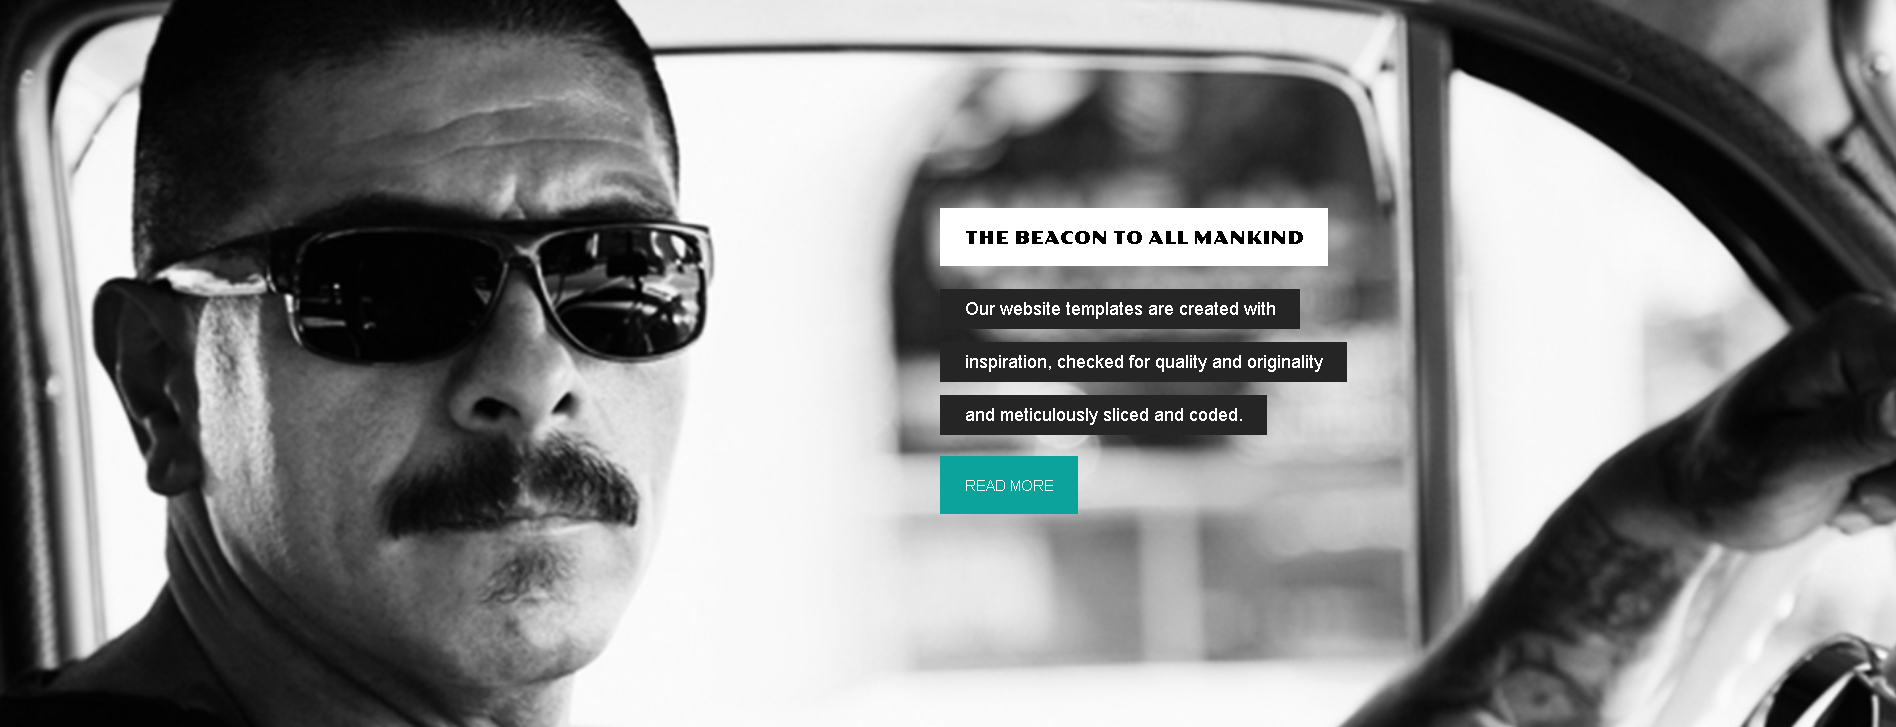 THE BEACON TO ALL MANKIND
Our website templates are created with
inspiration, checked for quality and originality
and meticulously sliced and coded.
READ MORE